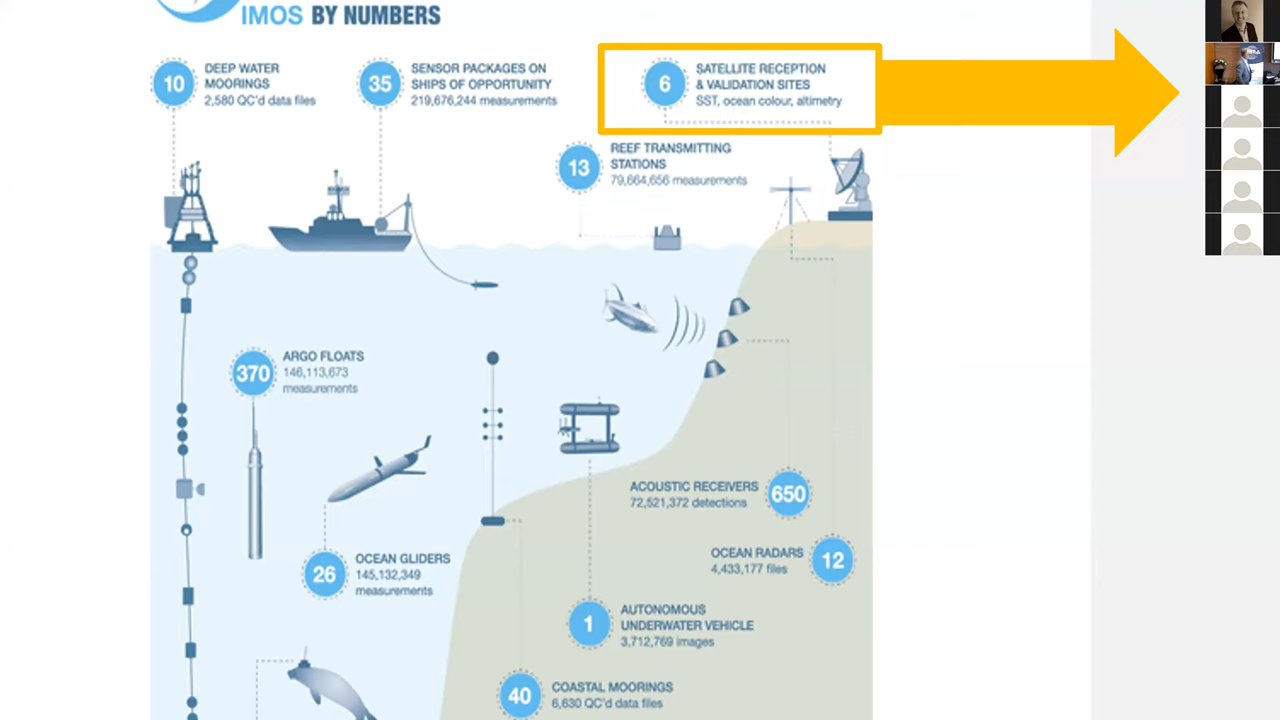 IMOS BY NUMBERS
10
DEEP WATER
MOORINGS
2,580 QC'd data files
35
SENSOR PACKAGES ON
SHIPS OF OPPORTUNITY
219,676,244 measurements
6
SATELLITE RECEPTION
& VALIDATION SITES
SST, ocean colour, altimetry
13
REEF TRANSMITTING
STATIONS
79,664,656 measurements
370
ARGO FLOATS
146,113,673
measurements
ACOUSTIC RECEIVERS
72,521,372 detections
650
26
OCEAN GLIDERS
145,132,349
measurements
OCEAN RADARS
4,433,177 files
12
1
AUTONOMOUS
UNDERWATER VEHICLE
3,712,769 images
40
COASTAL MOORINGS
6,630 QC'd data files